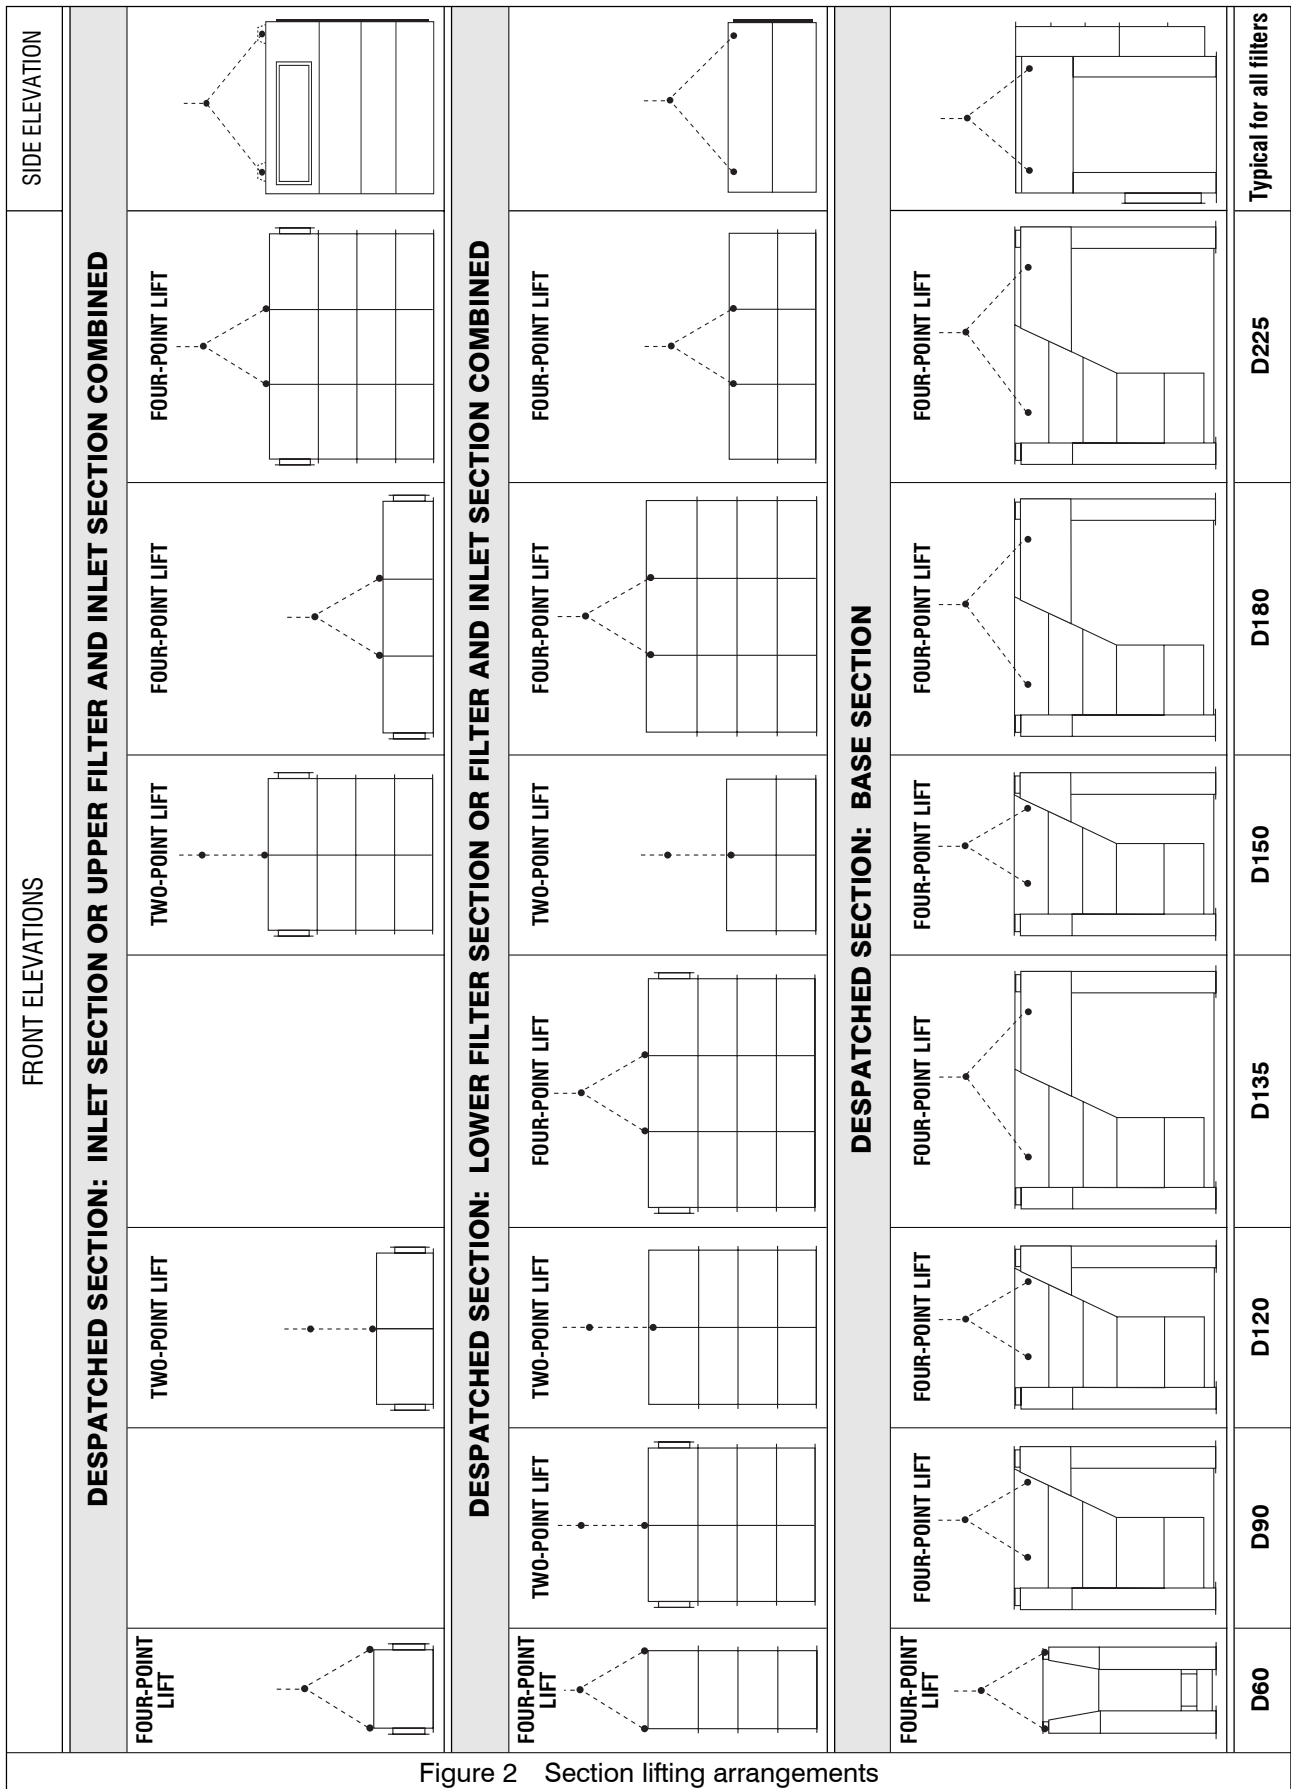 FRONT ELEVATIONS
SIDE ELEVATION
DESPATCHED SECTION: INLET SECTION OR UPPER FILTER AND INLET SECTION COMBINED
FOUR-POINT
LIFT
TWO-POINT LIFT
TWO-POINT LIFT
FOUR-POINT LIFT
FOUR-POINT LIFT
DESPATCHED SECTION: LOWER FILTER SECTION OR FILTER AND INLET SECTION COMBINED
FOUR-POINT
LIFT
TWO-POINT LIFT
TWO-POINT LIFT
FOUR-POINT LIFT
TWO-POINT LIFT
FOUR-POINT LIFT
FOUR-POINT LIFT
DESPATCHED SECTION: BASE SECTION
FOUR-POINT
LIFT
FOUR-POINT LIFT
FOUR-POINT LIFT
FOUR-POINT LIFT
FOUR-POINT LIFT
FOUR-POINT LIFT
FOUR-POINT LIFT
D60
D90
D120
D135
D150
D180
D225
Typical for all filters
Figure 2 Section lifting arrangements